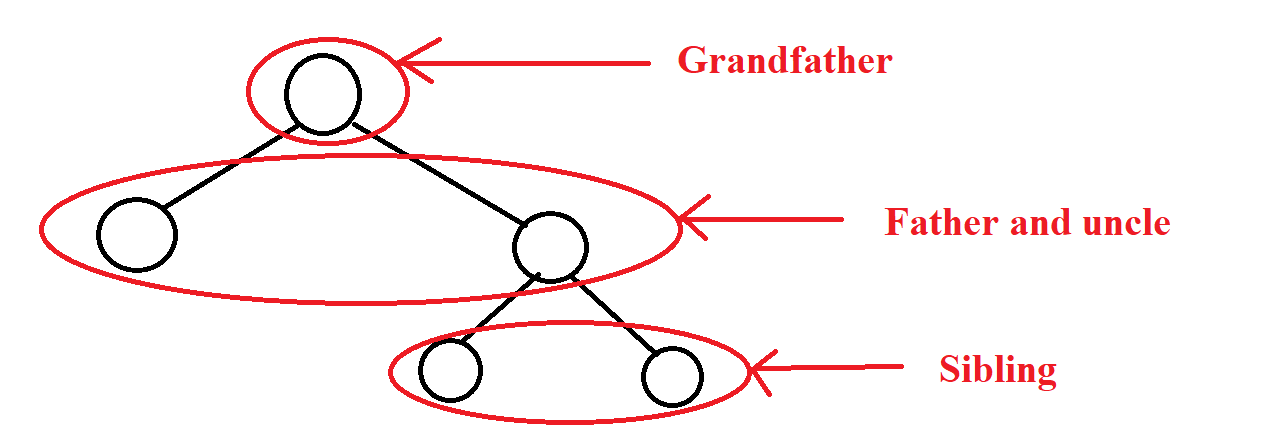 Grandfather
Father and uncle
Sibling